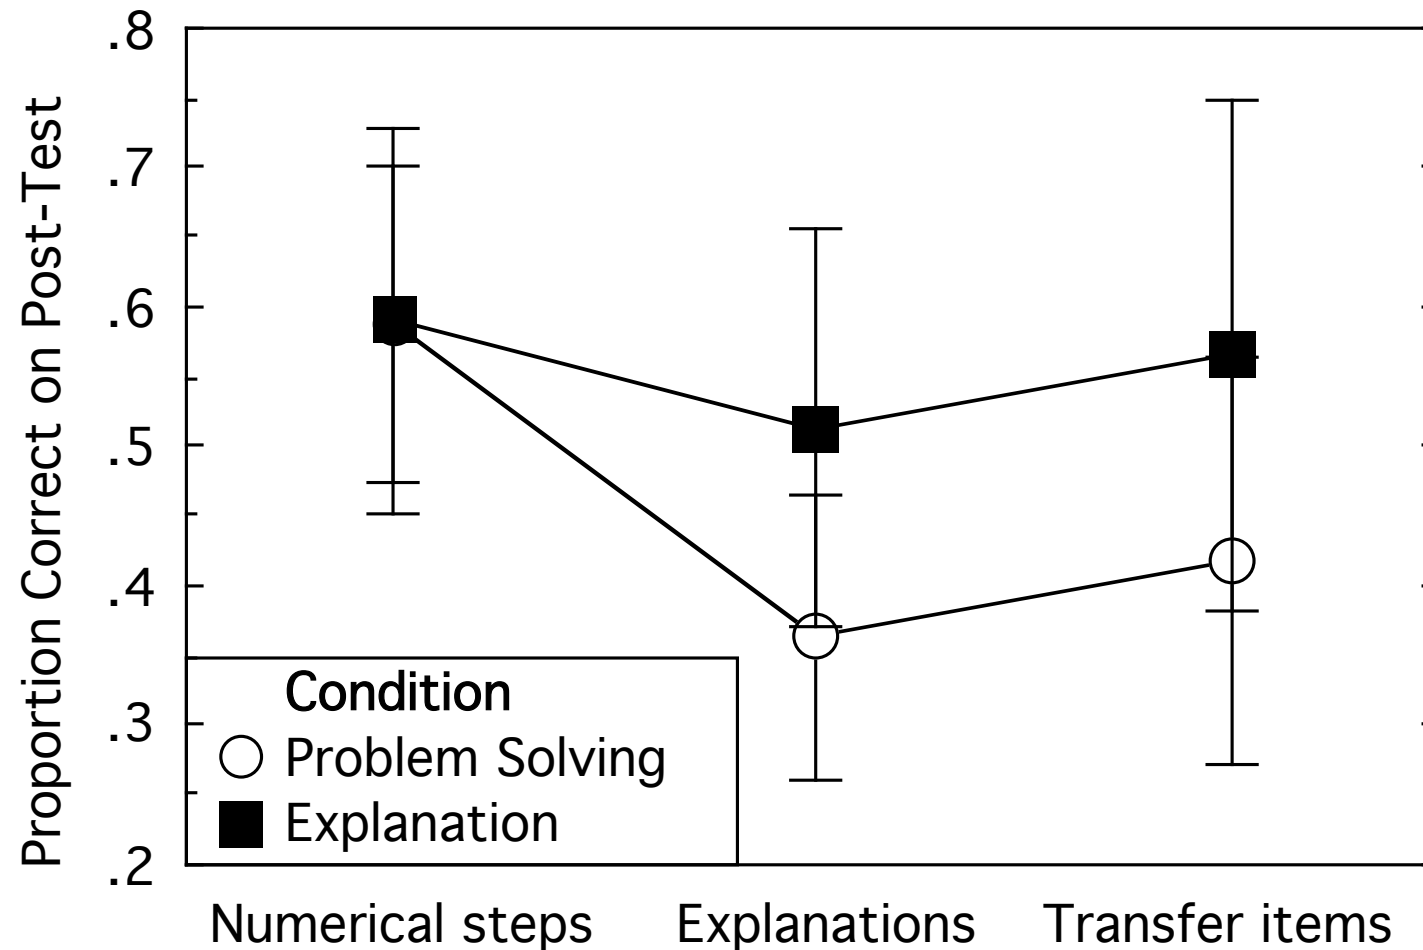 Proportion Correct on Post-Test
.8
.7
.6
.5
.4
.3
.2
Condition
Problem Solving
Explanation
Numerical steps
Explanations
Transfer items